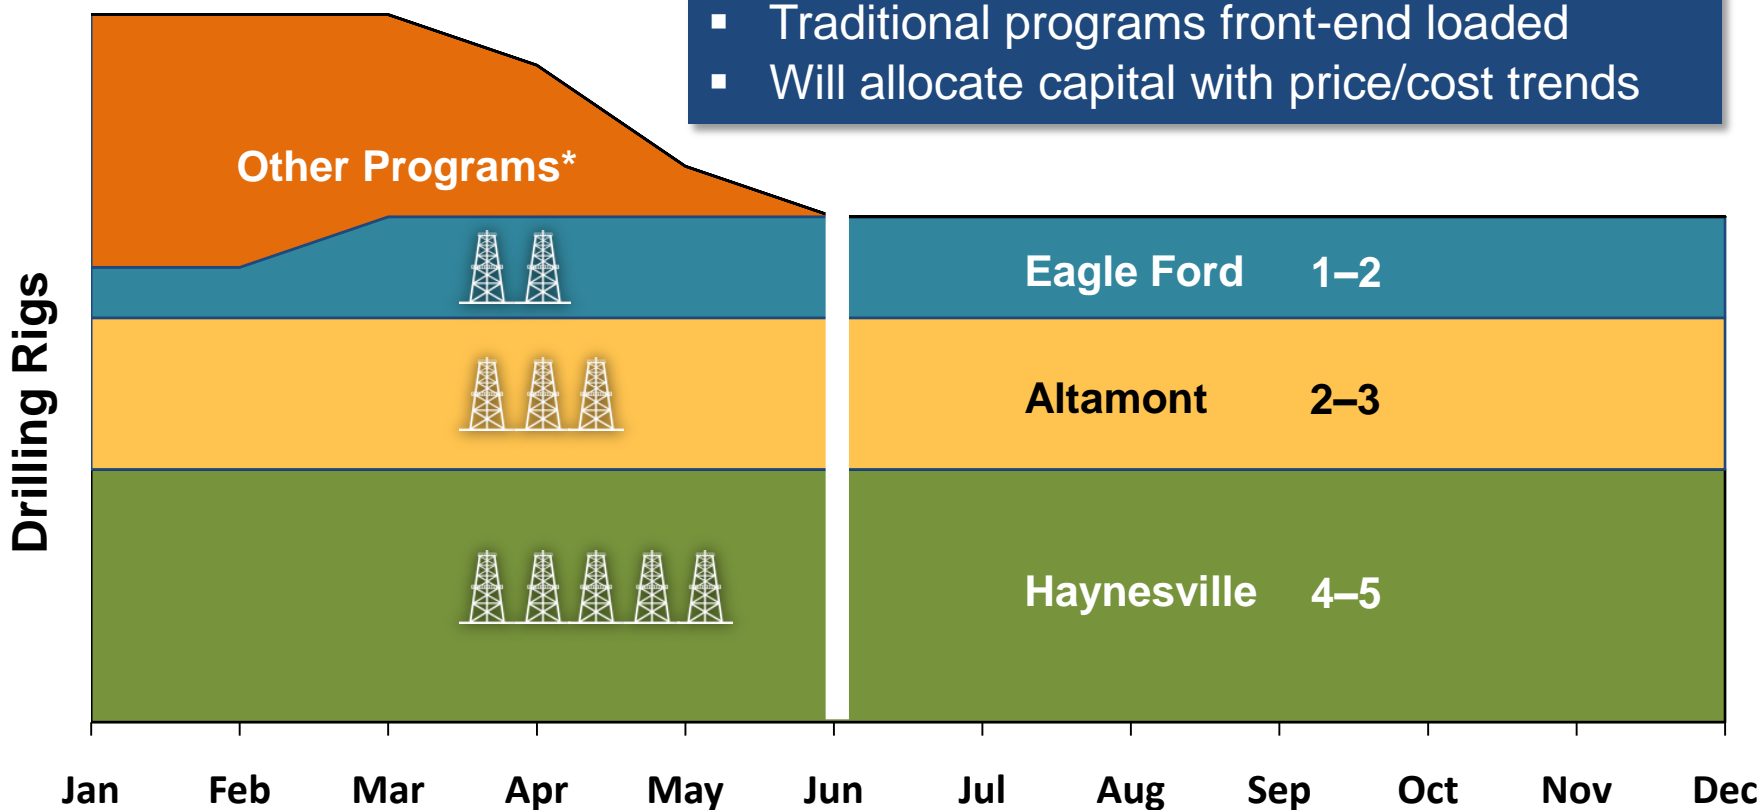 ▪ Traditional programs front-end loaded
▪ Will allocate capital with price/cost trends
Other Programs*
Eagle Ford 1–2
Altamont 2–3
Haynesville 4–5
Drilling Rigs
Jan Feb Mar Apr May Jun Jul Aug Sep Oct Nov Dec